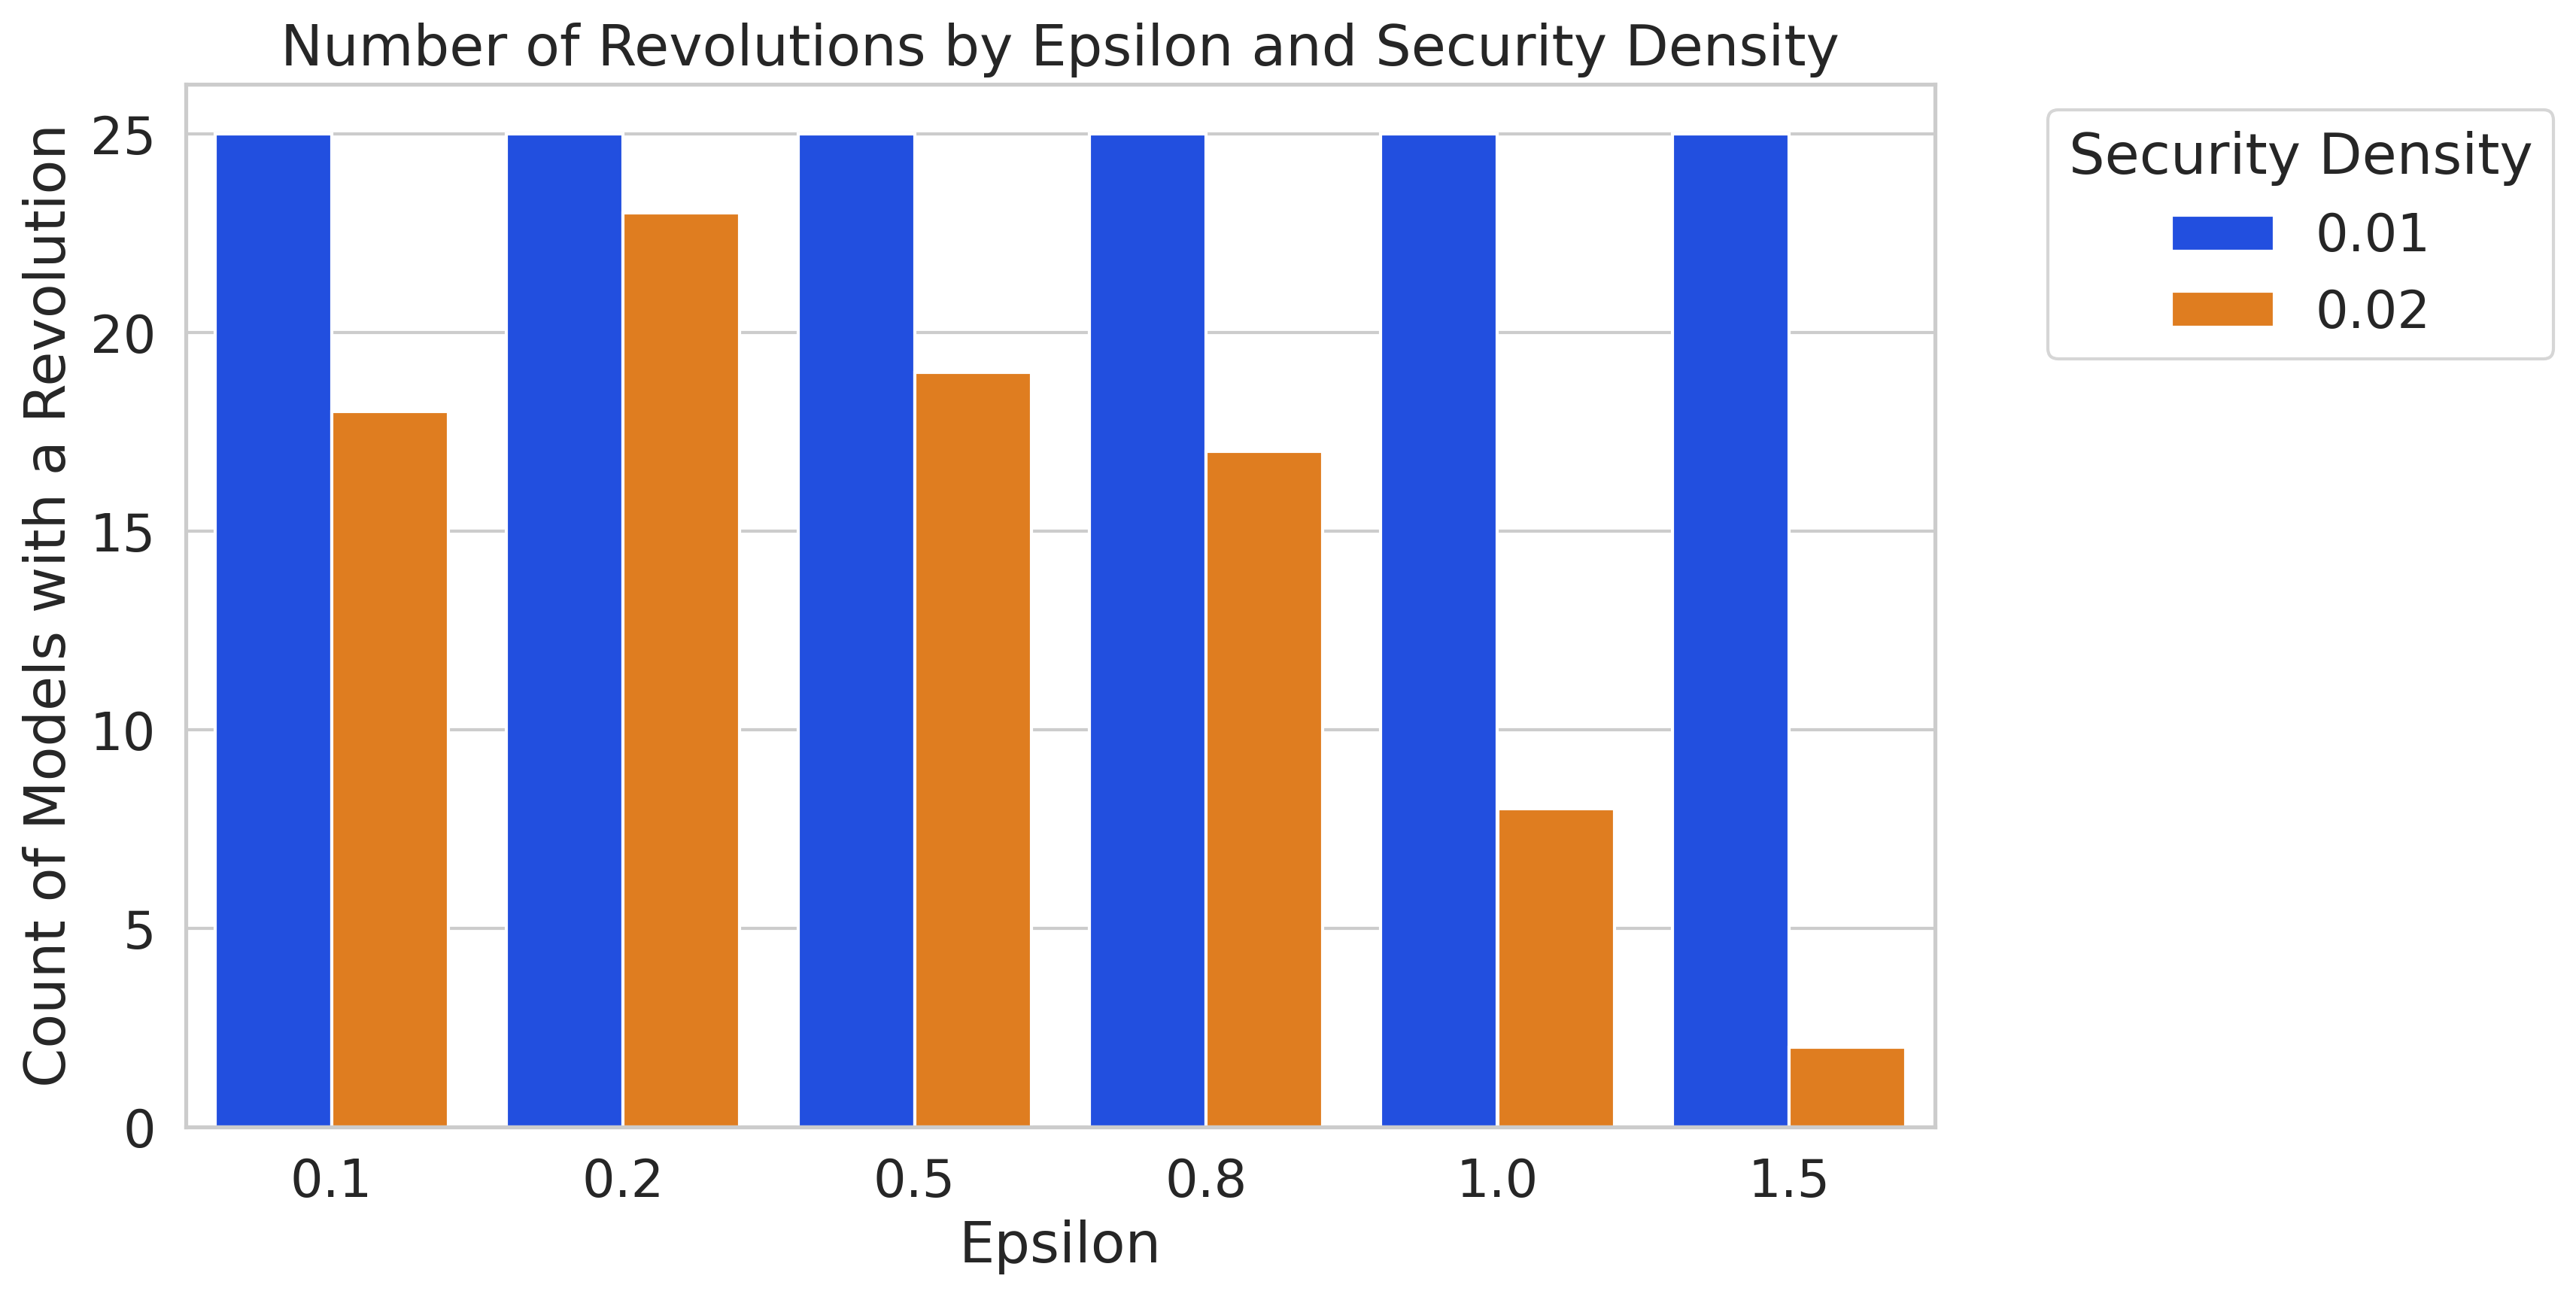 Number of Revolutions by Epsilon and Security Density
Count of Models with a Revolution
25
20
15
10
5
0
0.1 0.2 0.5 0.8 1.0 1.5
Epsilon
Security Density
0.01
0.02